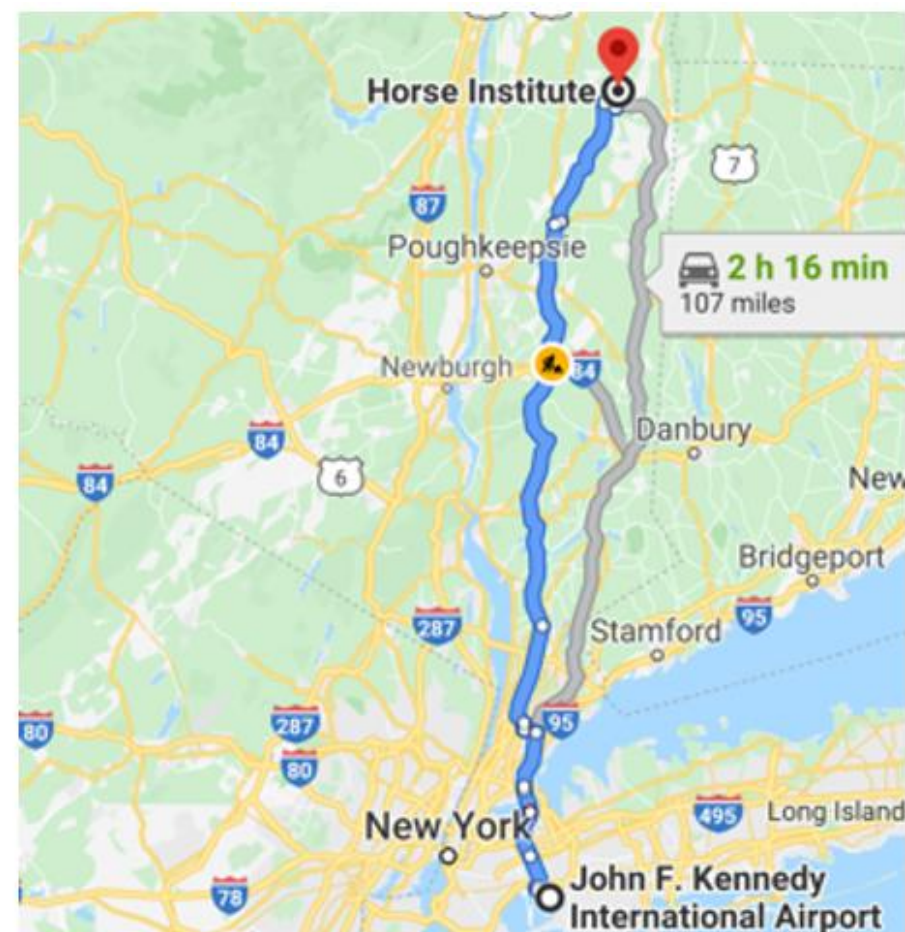 Horse Institute
7
87
Poughkeepsie
2 h 16 min
107 miles
Newburgh
84
Danbury
84
6
84
New
Bridgeport
287
Stamford
95
287
95
80
80
495
Long Island
New York
78
John F. Kennedy
International Airport